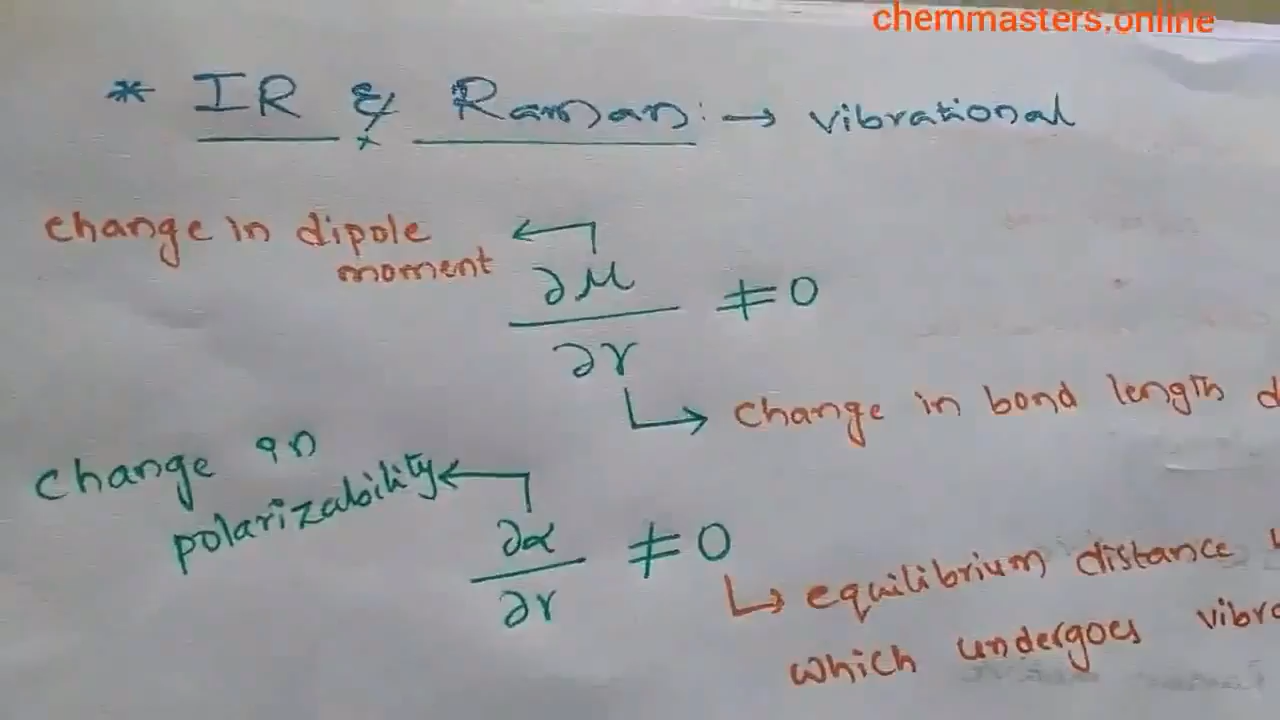 chemmasters.online
* IR & Raman: → vibrational
change in dipole
moment
∂μ
∂r
≠ 0
change in bond length
change in
polarizability
∂α
∂r
≠ 0
equilibrium distance
which undergoes